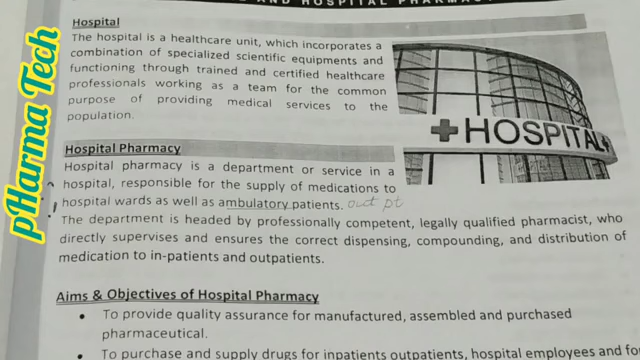 AND HOSPITAL PHARMAC
Hospital
The hospital is a healthcare unit, which incorporates a
combination of specialized scientific equipments and
functioning through trained and certified healthcare
professionals working as a team for the common
purpose of providing medical services to the
population.
HOSPITAL
Hospital Pharmacy
Hospital pharmacy is a department or service in a
hospital, responsible for the supply of medications to
hospital wards as well as ambulatory patients. out pt
The department is headed by professionally competent, legally qualified pharmacist, who
directly supervises and ensures the correct dispensing, compounding, and distribution of
medication to in-patients and outpatients.
Aims & Objectives of Hospital Pharmacy
• To provide quality assurance for manufactured, assembled and purchased
pharmaceutical.
• To purchase and supply drugs for inpatients outpatients, hospital employees and fo
pHarma Tech